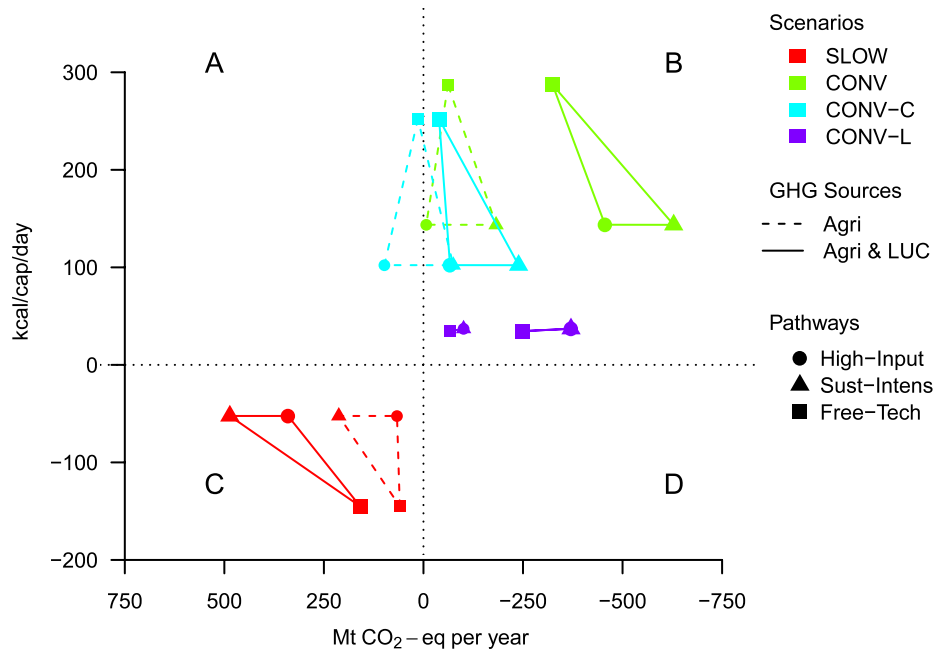 A
B
C
D
300
200
100
0
−100
−200
kcal/cap/day
750
500
250
0
−250
−500
−750
Mt CO₂−eq per year
Scenarios
SLOW
CONV
CONV−C
CONV−L
GHG Sources
Agri
Agri & LUC
Pathways
High−Input
Sust−Intens
Free−Tech